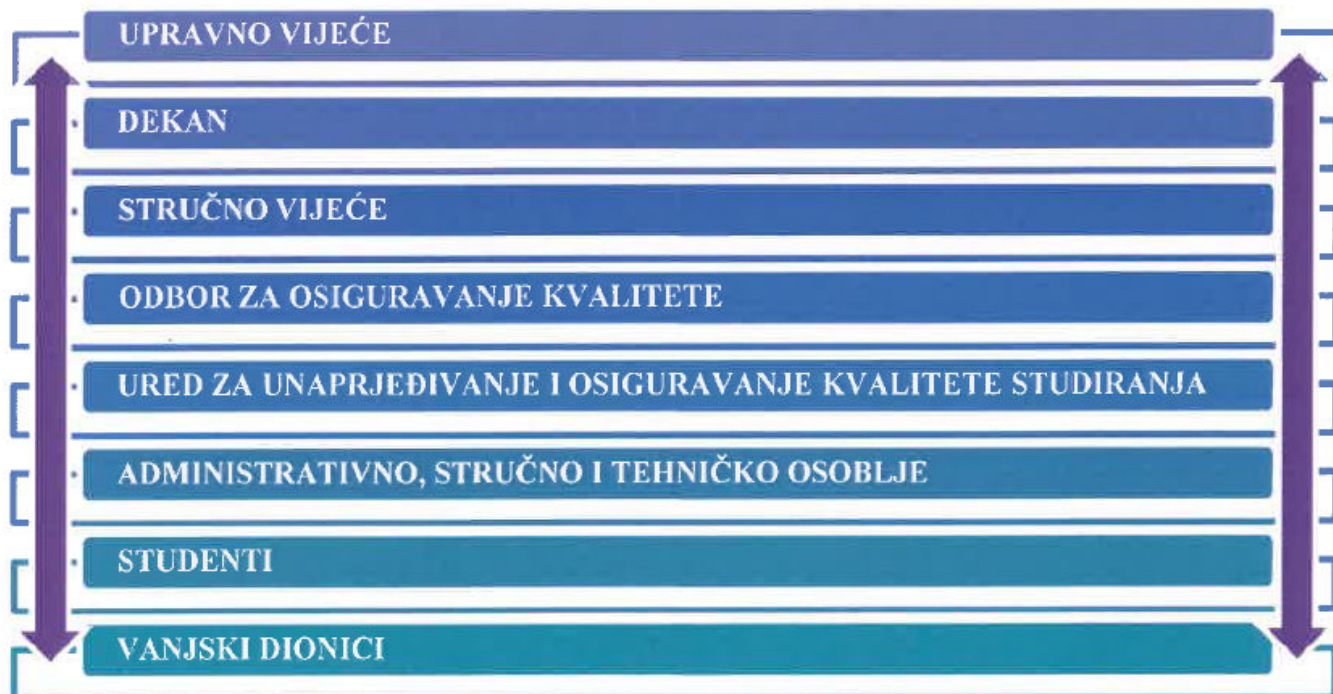 UPRAVNO VIJEĆE
DEKAN
STRUČNO VIJEĆE
ODBOR ZA OSIGURAVANJE KVALITETE
URED ZA UNAPRJEĐIVANJE I OSIGURAVANJE KVALITETE STUDIRANJA
ADMINISTRATIVNO, STRUČNO I TEHNIČKO OSOBLJE
STUDENTI
VANJSKI DIONICI